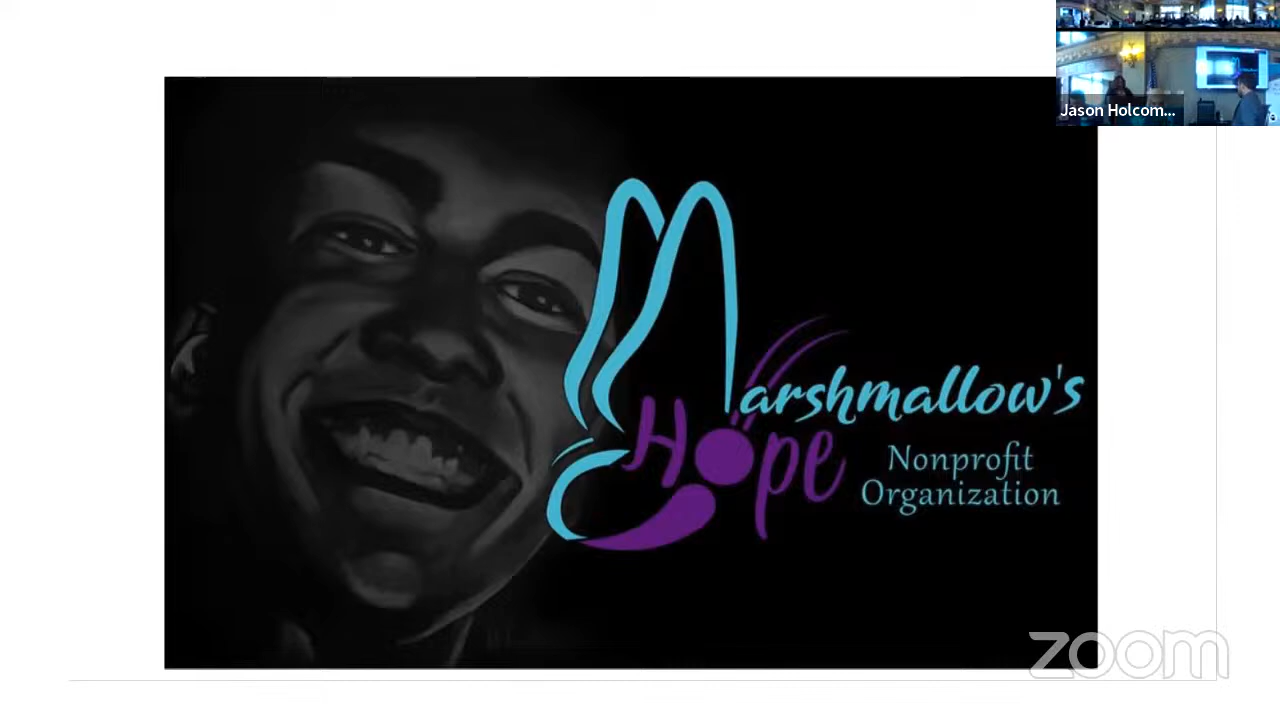 Jason Holcom...
Marshmallow's
Hope
Nonprofit
Organization
zoom